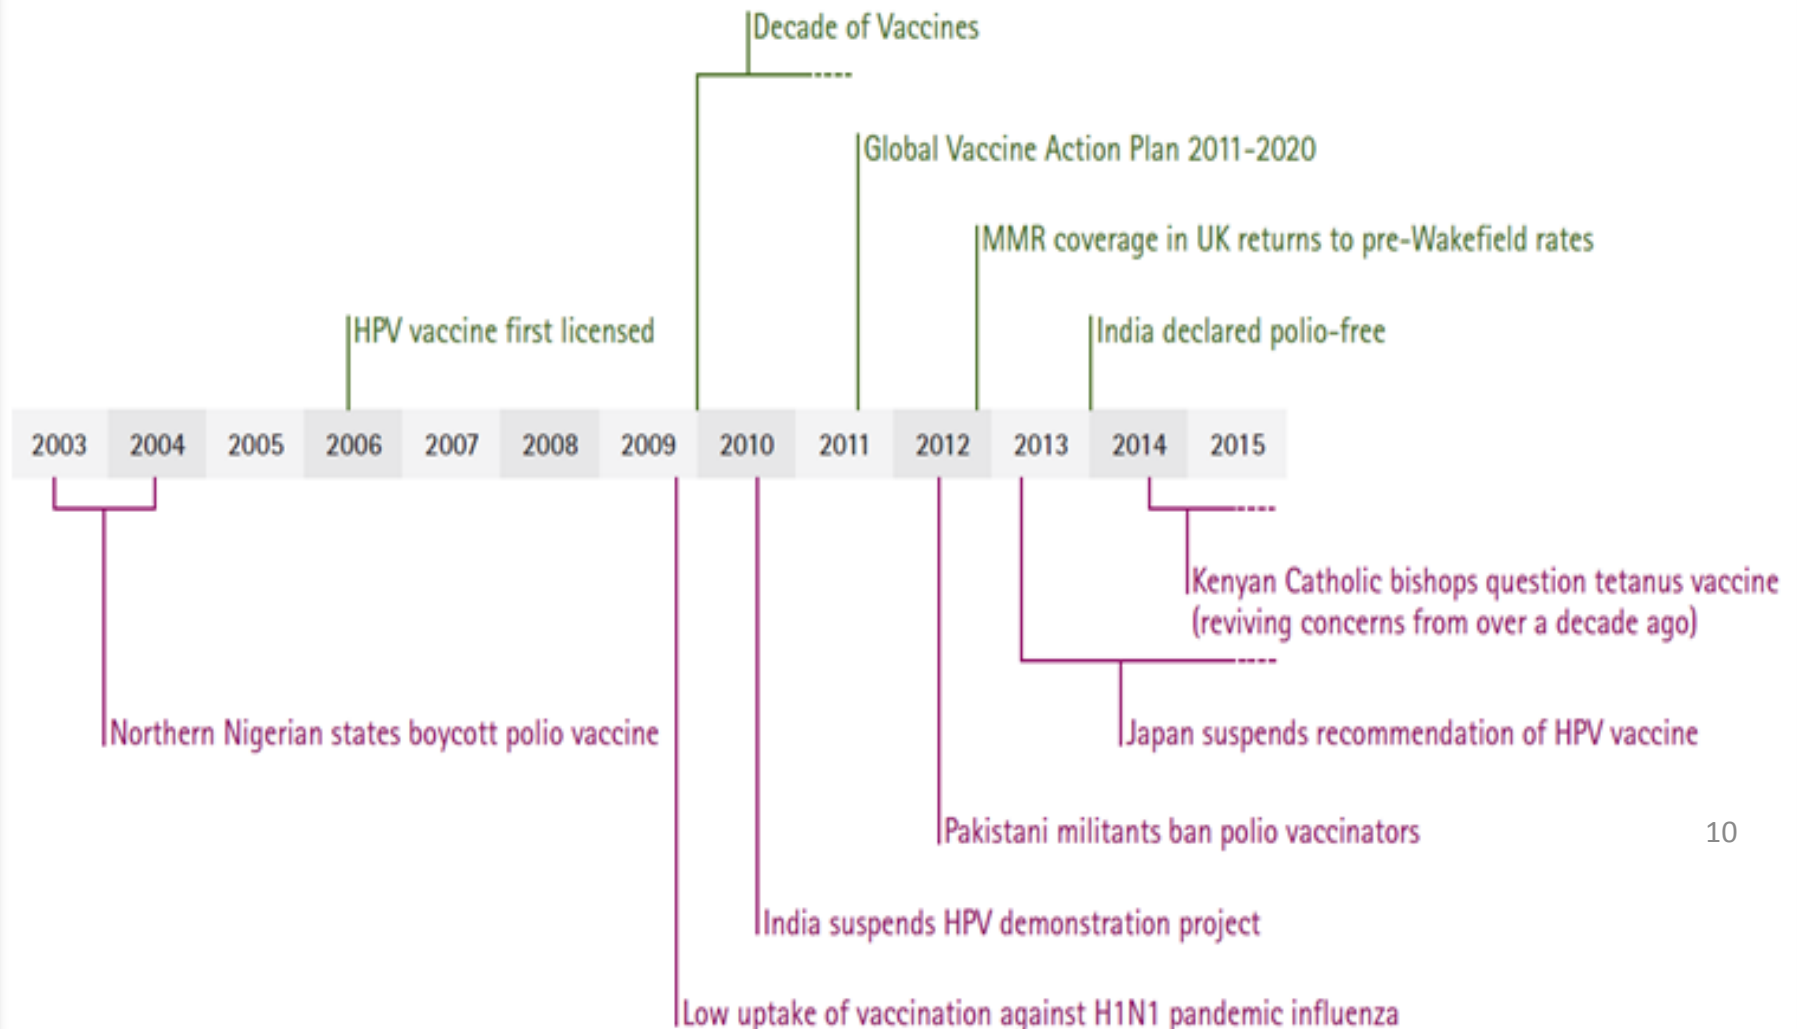 Decade of Vaccines
Global Vaccine Action Plan 2011-2020
MMR coverage in UK returns to pre-Wakefield rates
HPV vaccine first licensed
India declared polio-free
2003 2004 2005 2006 2007 2008 2009 2010 2011 2012 2013 2014 2015
Kenyan Catholic bishops question tetanus vaccine
(reviving concerns from over a decade ago)
Northern Nigerian states boycott polio vaccine
Japan suspends recommendation of HPV vaccine
Pakistani militants ban polio vaccinators
10
India suspends HPV demonstration project
Low uptake of vaccination against H1N1 pandemic influenza